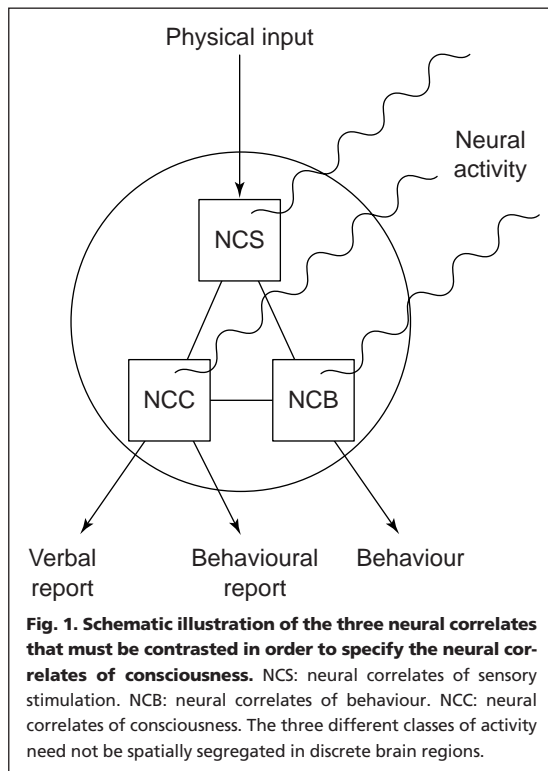 Physical input
Neural
activity
NCS
NCC
NCB
Verbal
report
Behavioural
report
Behaviour
Fig. 1. Schematic illustration of the three neural correlates
that must be contrasted in order to specify the neural cor-
relates of consciousness. NCS: neural correlates of sensory
stimulation. NCB: neural correlates of behaviour. NCC: neural
correlates of consciousness. The three different classes of activity
need not be spatially segregated in discrete brain regions.